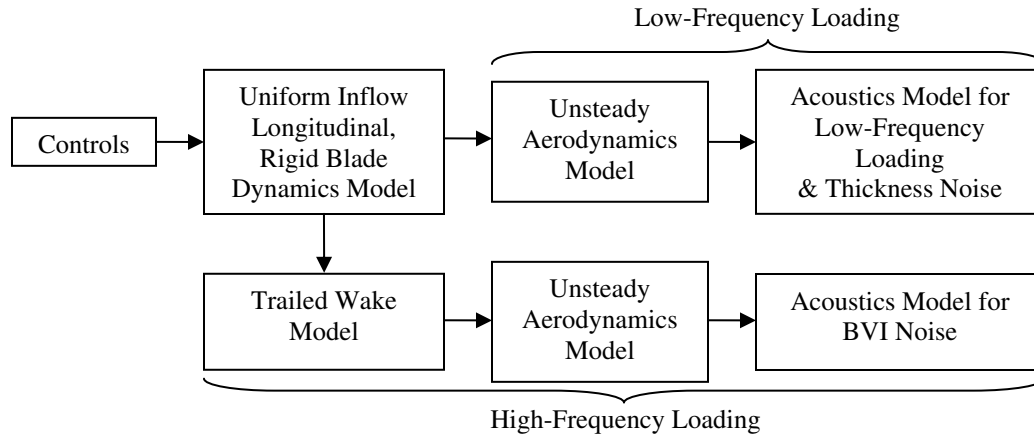 Low-Frequency Loading
Controls
Uniform Inflow
Longitudinal,
Rigid Blade
Dynamics Model
Unsteady
Aerodynamics
Model
Acoustics Model for
Low-Frequency
Loading
& Thickness Noise
Trailed Wake
Model
Unsteady
Aerodynamics
Model
Acoustics Model for
BVI Noise
High-Frequency Loading